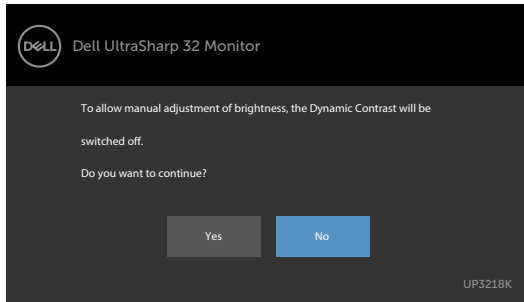 DELL
Dell UltraSharp 32 Monitor
To allow manual adjustment of brightness, the Dynamic Contrast will be
switched off.
Do you want to continue?
Yes
No
UP3218K